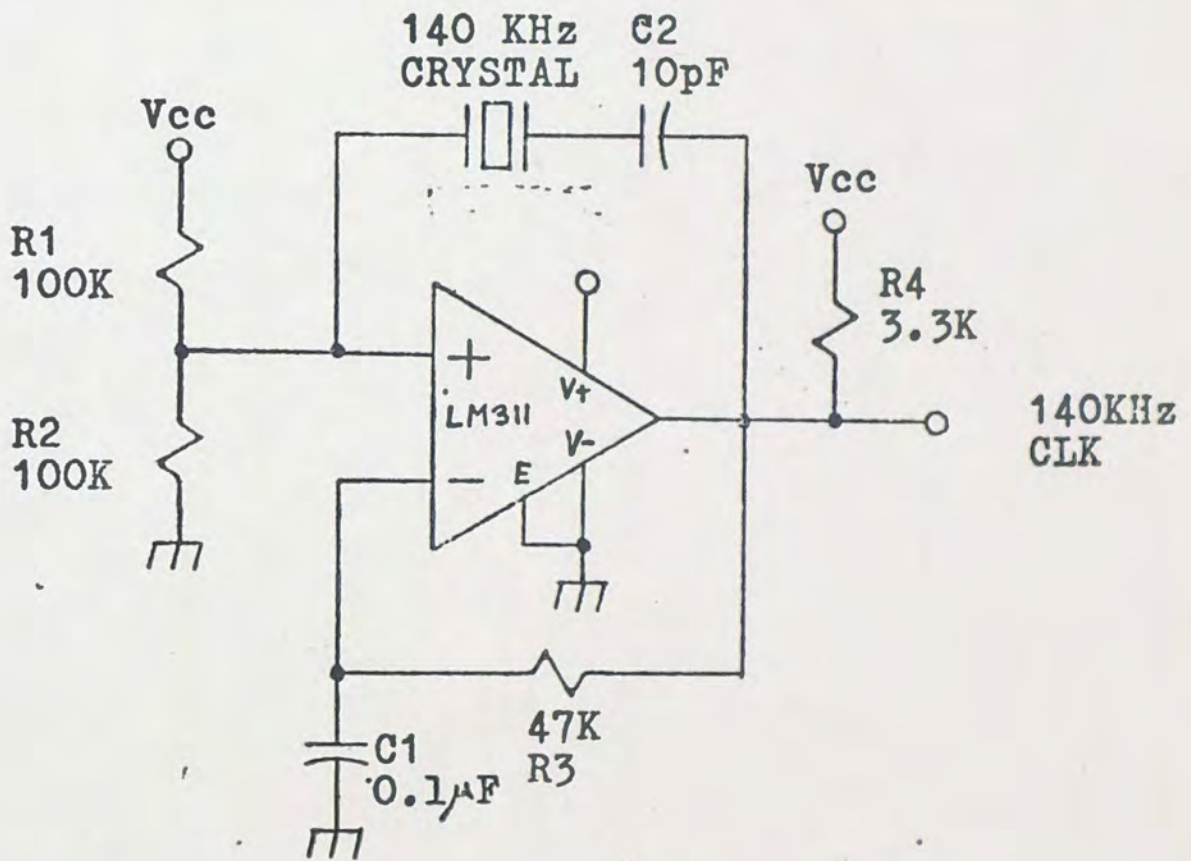 140 KHz
CRYSTAL
C2
10pF
Vcc
Vcc
R1
100K
R4
3.3K
+
V+
LM311
140KHz
CLK
R2
100K
V-
E
−
47K
R3
C1
0.1µF